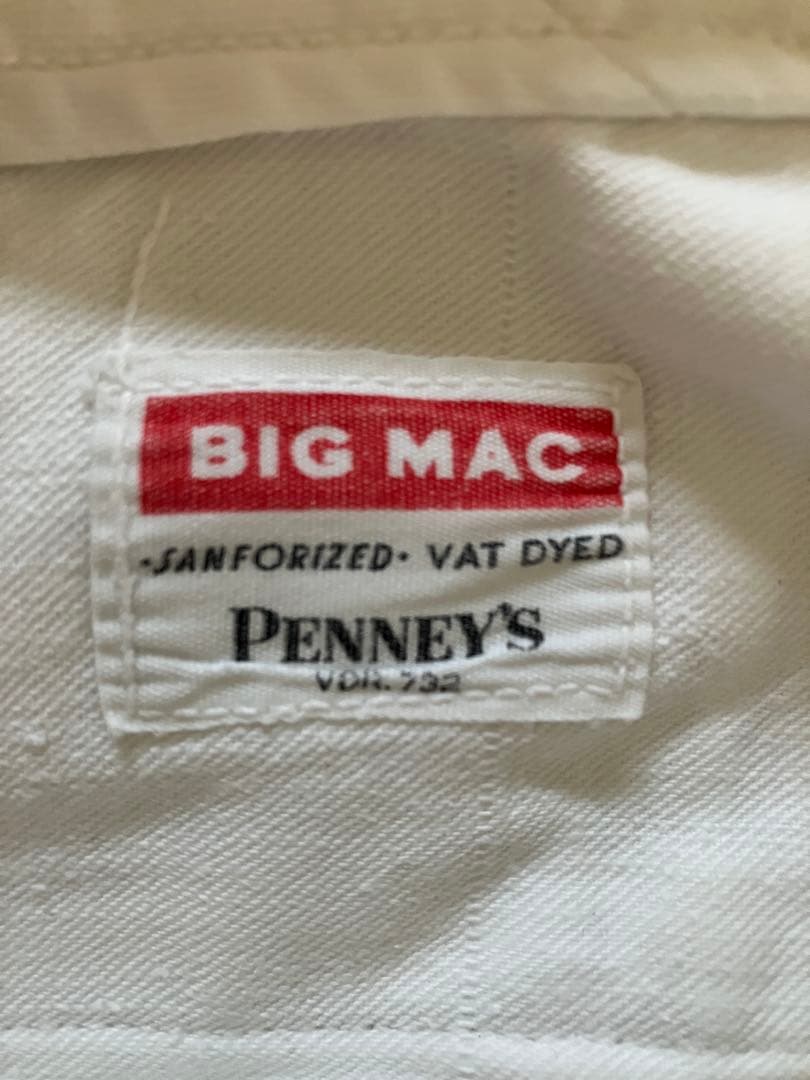 BIG MAC
•SANFORIZED• VAT DYED
PENNEY'S
VDR. 732